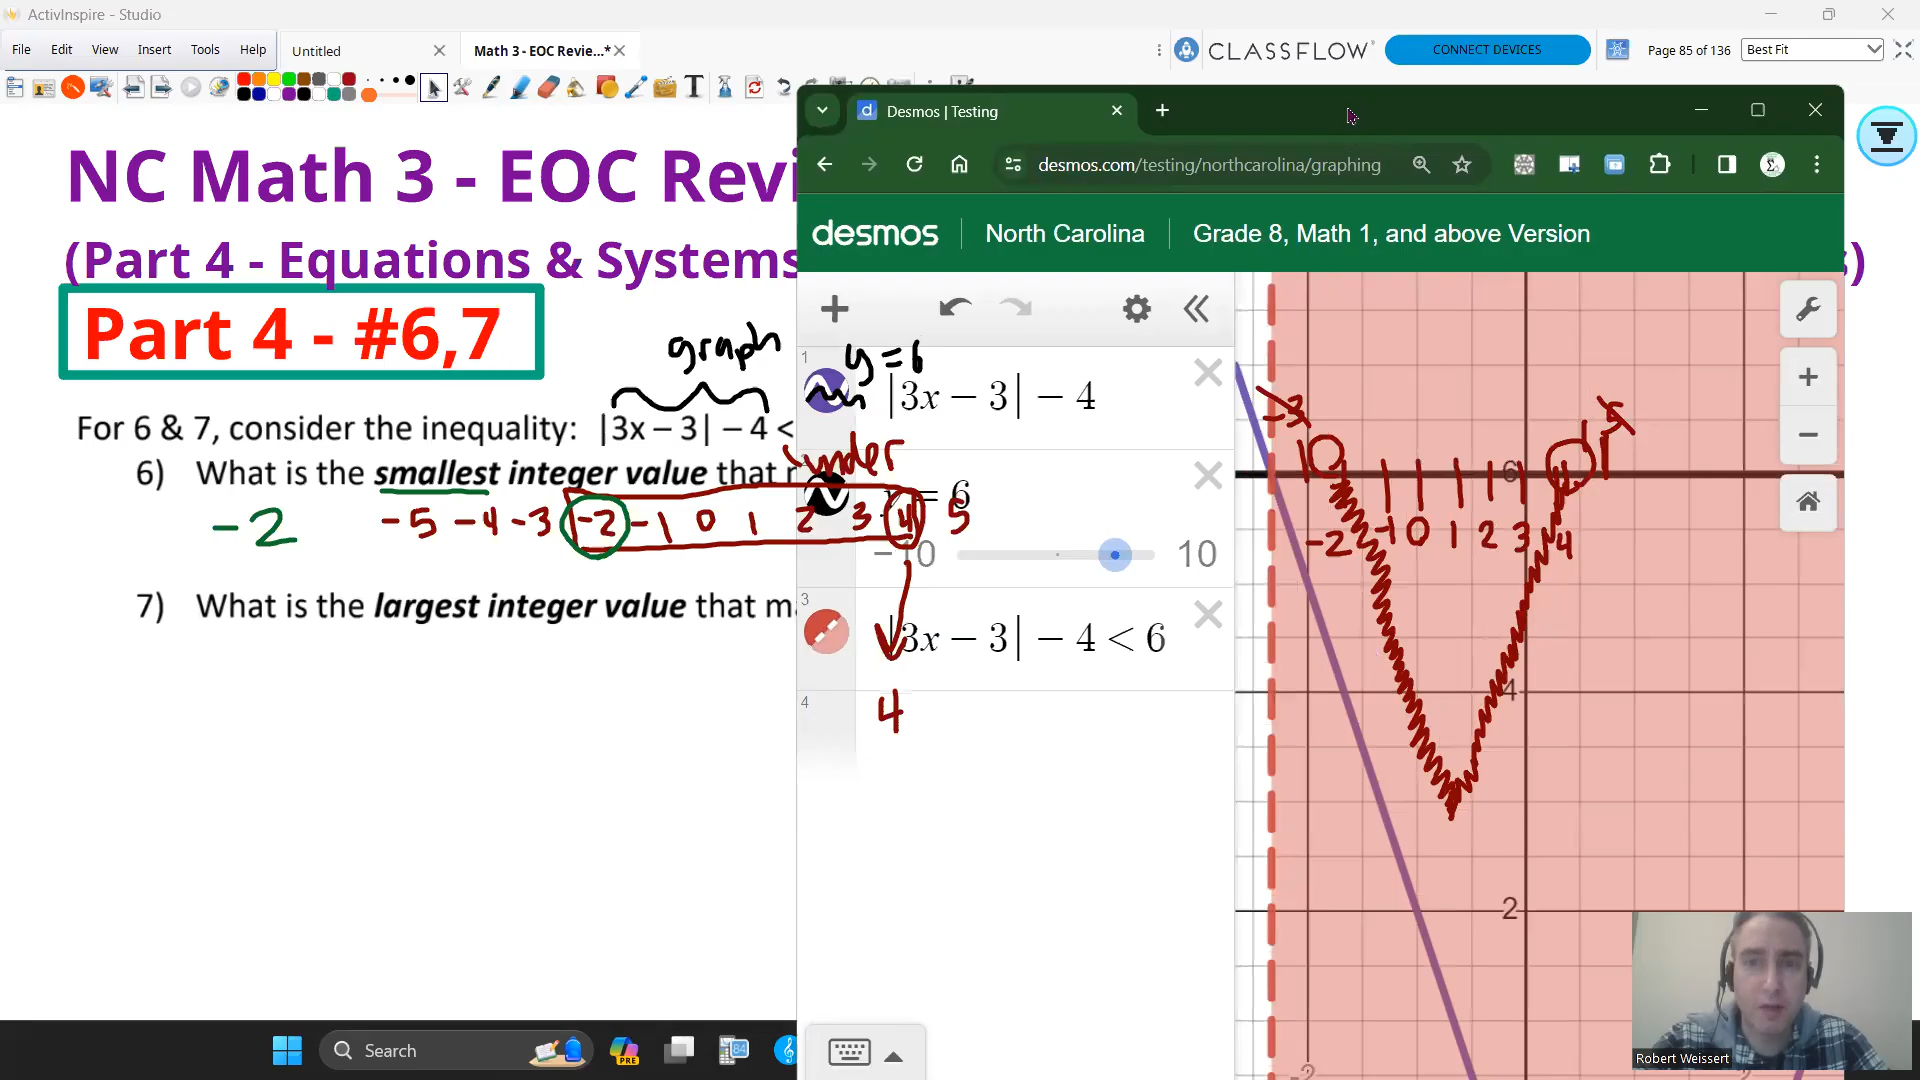 ActivInspire - Studio
File Edit View Insert Tools Help
Untitled
Math 3 - EOC Revie...*
CLASSFLOW
CONNECT DEVICES
Page 85 of 136
Best Fit
Desmos | Testing
desmos.com/testing/northcarolina/graphing
desmos North Carolina Grade 8, Math 1, and above Version
NC Math 3 - EOC Revi
(Part 4 - Equations & Systems
Part 4 - #6,7
graph
For 6 & 7, consider the inequality: |3x − 3| − 4 <
6) What is the smallest integer value that
-2
-5 -4 -3 -2 -1 0 1 2 3 4 5
7) What is the largest integer value that m
1
y = 6
|3x − 3| − 4
under
= 6
10
3
|3x − 3| − 4 < 6
4
4
6
-2 -1 0 1 2 3 4
4
2
Search
PRE
84
Robert Weissert